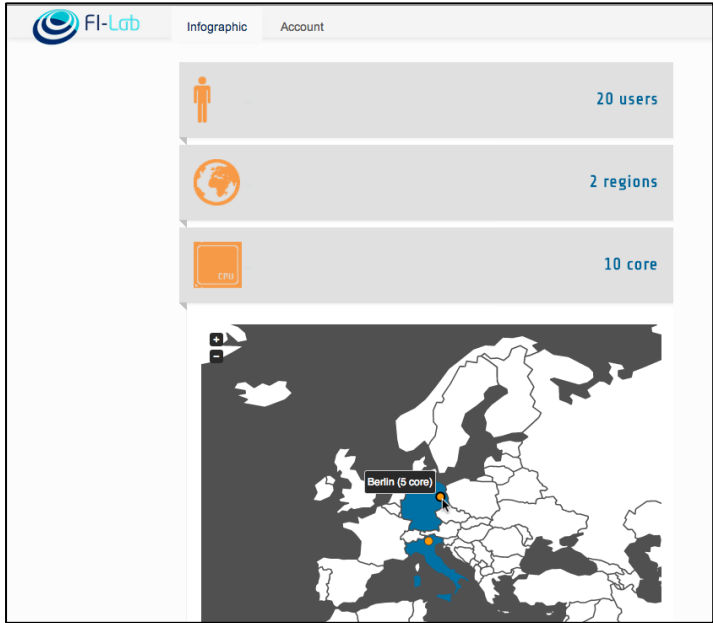 FI-Lab
Infographic
Account
20 users
2 regions
CPU
10 core
+
−
Berlin (5 core)